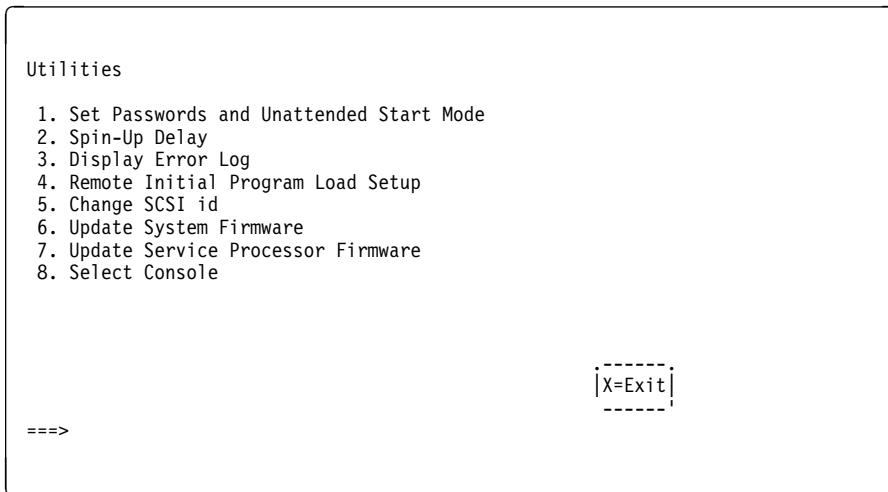 Utilities
1. Set Passwords and Unattended Start Mode
2. Spin-Up Delay
3. Display Error Log
4. Remote Initial Program Load Setup
5. Change SCSI id
6. Update System Firmware
7. Update Service Processor Firmware
8. Select Console
.------.
|X=Exit|
------'
===>